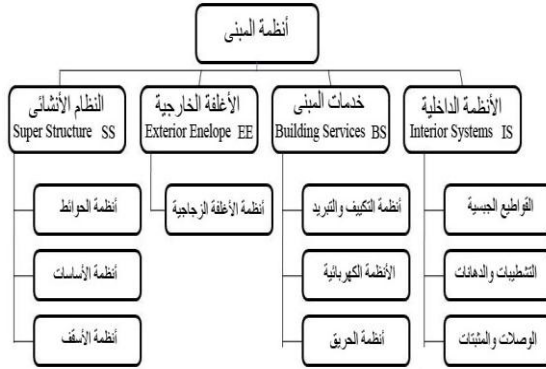 أنظمة المبنى
الأنظمة الداخلية
Interior Systems IS
خدمات المبنى
Building Services BS
الأغلفة الخارجية
Exterior Enelope EE
النظام الأنشائى
Super Structure SS
القواطيع الجبسية
التشطيبات والدهانات
الوصلات والمثبتات
أنظمة التكييف والتبريد
الأنظمة الكهربائية
أنظمة الحريق
أنظمة الأغلفة الزجاجية
أنظمة الحوائط
أنظمة الأساسات
أنظمة الأسقف